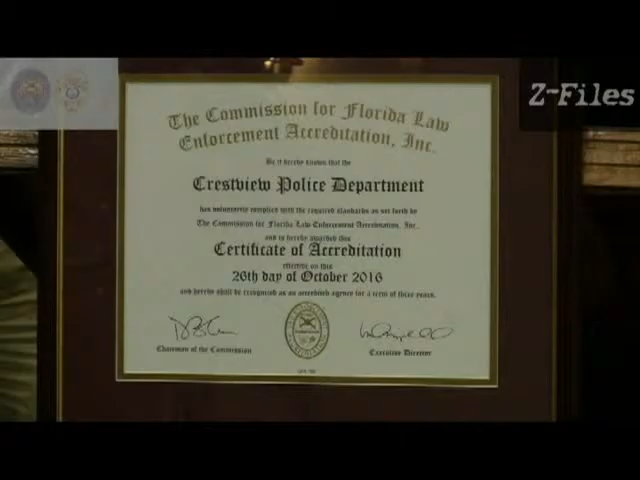 Z-Files
The Commission for Florida Law
Enforcement Accreditation, Inc.
Be it hereby known that the
Crestview Police Department
has voluntarily complied with the required standards as set forth by
The Commission for Florida Law Enforcement Accreditation, Inc.
and is hereby awarded this
Certificate of Accreditation
effective on this
26th day of October 2016
and hereby shall be recognized as an accredited agency for a term of three years.
Chairman of the Commission
Executive Director